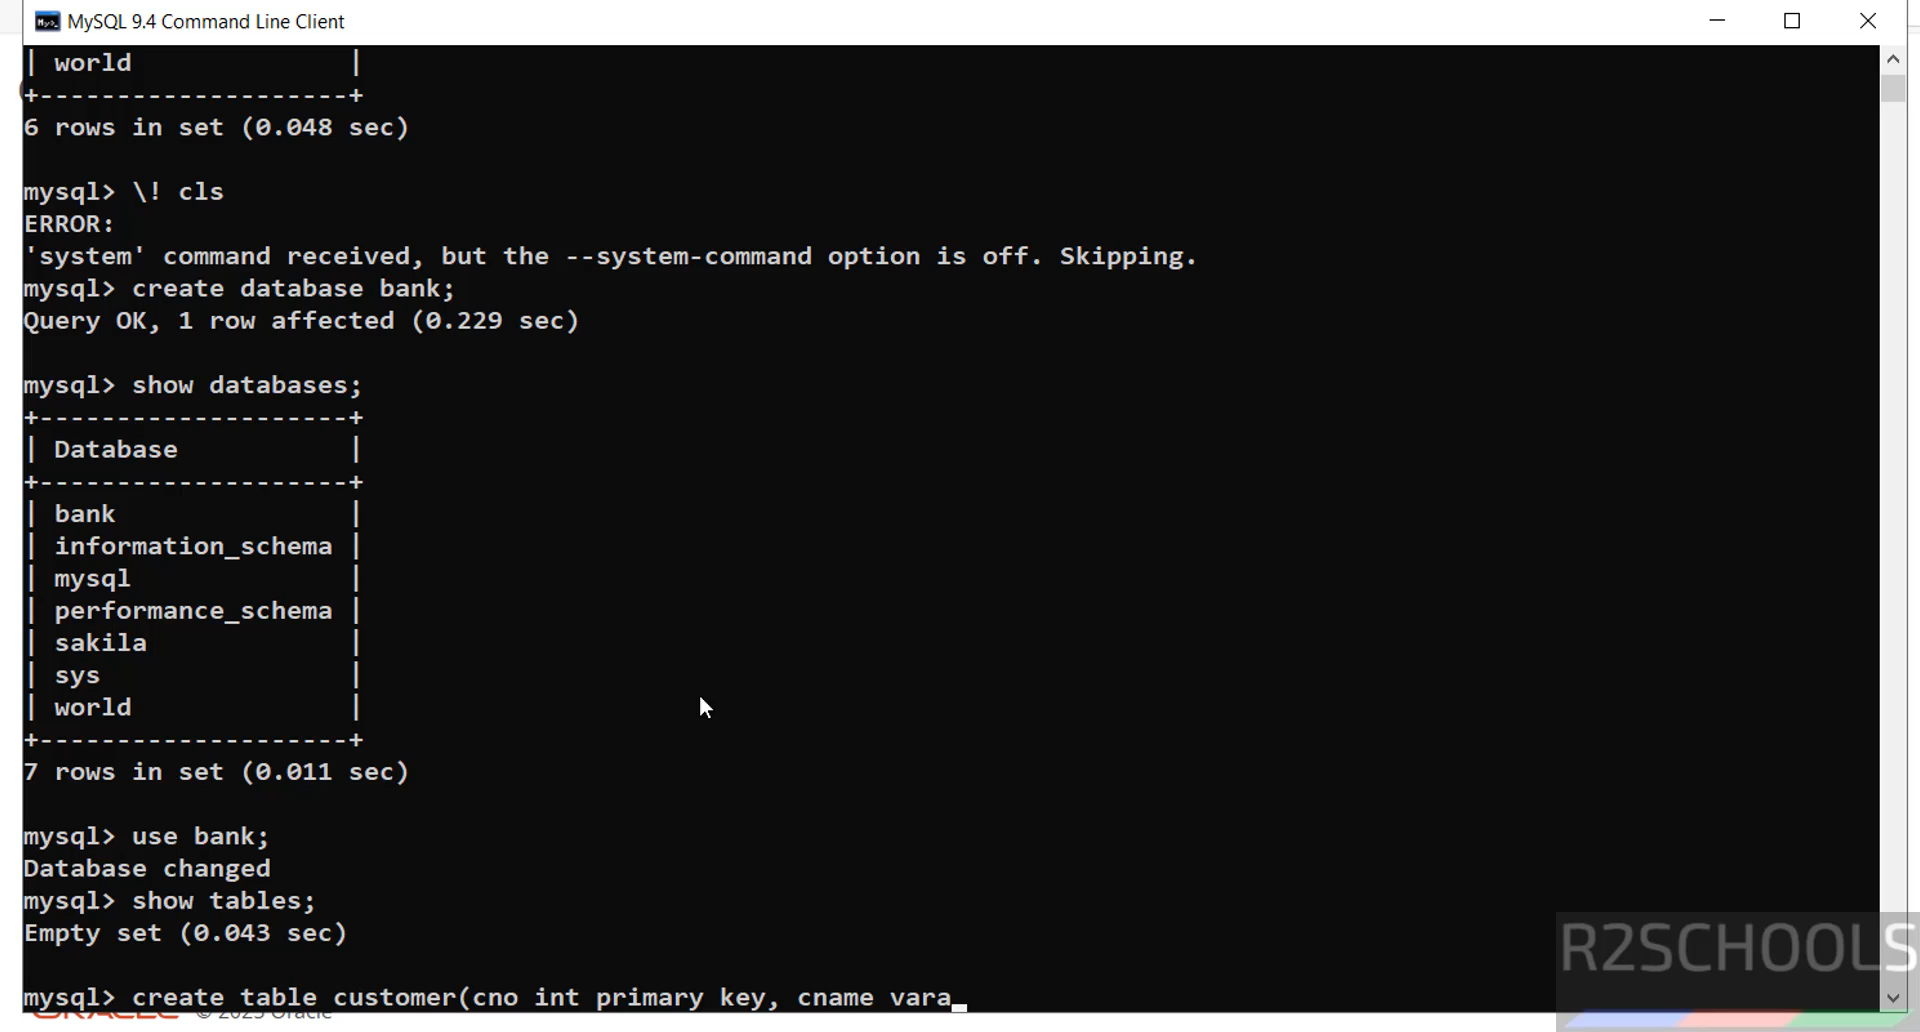 MySQL 9.4 Command Line Client
| world              |
+--------------------+
6 rows in set (0.048 sec)
mysql> \! cls
ERROR:
'system' command received, but the --system-command option is off. Skipping.
mysql> create database bank;
Query OK, 1 row affected (0.229 sec)
mysql> show databases;
+--------------------+
| Database           |
+--------------------+
| bank               |
| information_schema |
| mysql              |
| performance_schema |
| sakila             |
| sys                |
| world              |
+--------------------+
7 rows in set (0.011 sec)
mysql> use bank;
Database changed
mysql> show tables;
Empty set (0.043 sec)
mysql> create table customer(cno int primary key, cname vara
R2SCHOOLS
ORACLE © 2025 Oracle